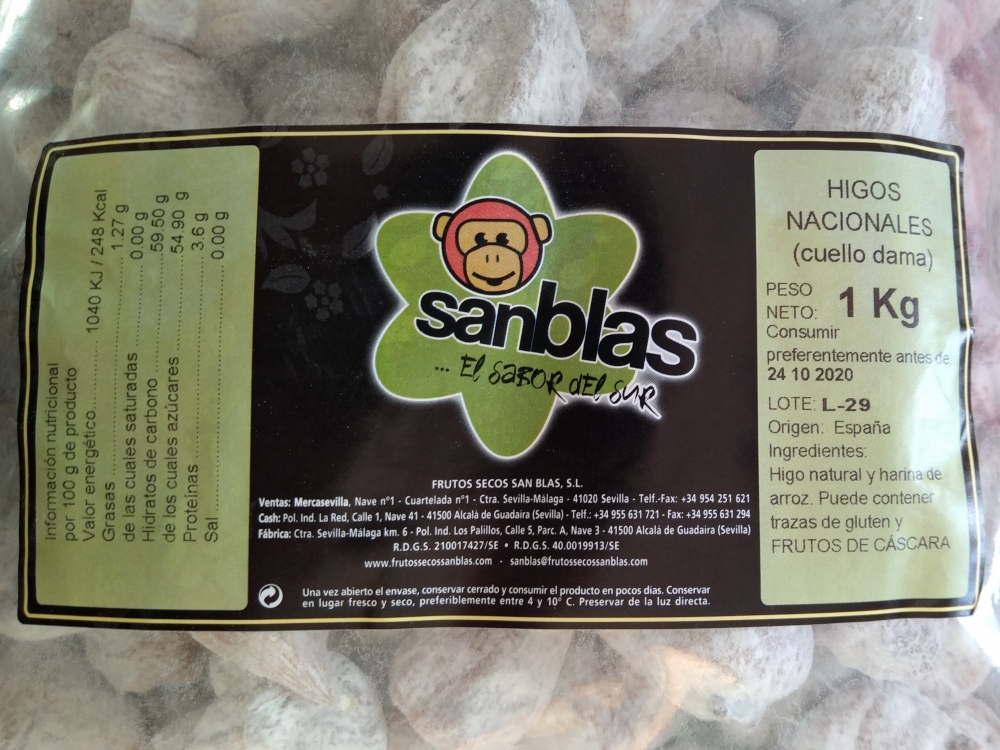 Información nutricional
por 100 g de producto
Valor energético.......... 1040 KJ / 248 Kcal
Grasas .......... 1.27 g
de las cuales saturadas .......... 0.00 g
Hidratos de carbono .......... 59.50 g
de los cuales azúcares .......... 54.90 g
Proteínas .......... 3.6 g
Sal .......... 0.00 g
sanblas
... El SABOR dEL SUR
FRUTOS SECOS SAN BLAS, S.L.
Ventas: Mercasevilla, Nave nº1 - Cuartelada nº1 - Ctra. Sevilla-Málaga - 41020 Sevilla - Telf.-Fax: +34 954 251 621
Cash: Pol. Ind. La Red, Calle 1, Nave 41 - 41500 Alcalá de Guadaira (Sevilla) - Telf.: +34 955 631 721 - Fax: +34 955 631 294
Fábrica: Ctra. Sevilla-Málaga km. 6 - Pol. Ind. Los Palillos, Calle 5, Parc. A, Nave 3 - 41500 Alcalá de Guadaira (Sevilla)
R.D.G.S. 210017427/SE • R.D.G.S. 40.0019913/SE
www.frutossecossanblas.com - sanblas@frutossecossanblas.com
Una vez abierto el envase, conservar cerrado y consumir el producto en pocos días. Conservar
en lugar fresco y seco, preferiblemente entre 4 y 10º C. Preservar de la luz directa.
HIGOS
NACIONALES
(cuello dama)
PESO
NETO: 1 Kg
Consumir
preferentemente antes de
24 10 2020
LOTE: L-29
Origen: España
Ingredientes:
Higo natural y harina de
arroz. Puede contener
trazas de gluten y
FRUTOS DE CÁSCARA